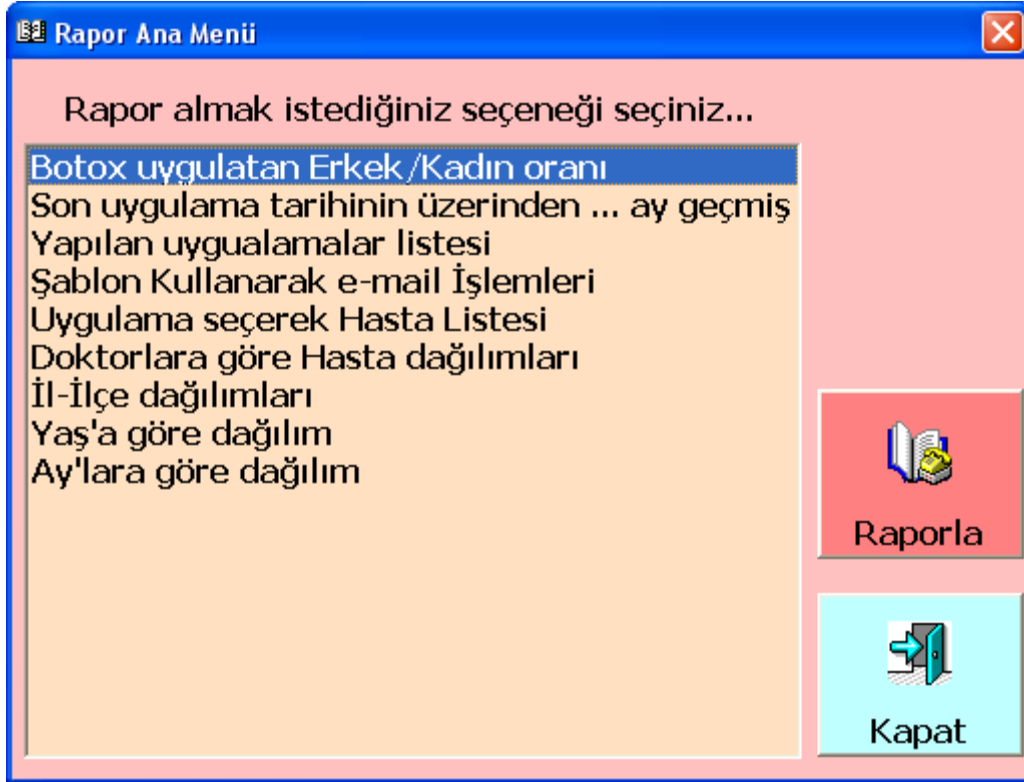 Rapor Ana Menü
Rapor almak istediğiniz seçeneği seçiniz...
Botox uygulatan Erkek/Kadın oranı
Son uygulama tarihinin üzerinden ... ay geçmiş
Yapılan uygualamalar listesi
Şablon Kullanarak e-mail İşlemleri
Uygulama seçerek Hasta Listesi
Doktorlara göre Hasta dağılımları
İl-İlçe dağılımları
Yaş'a göre dağılım
Ay'lara göre dağılım
Raporla
Kapat